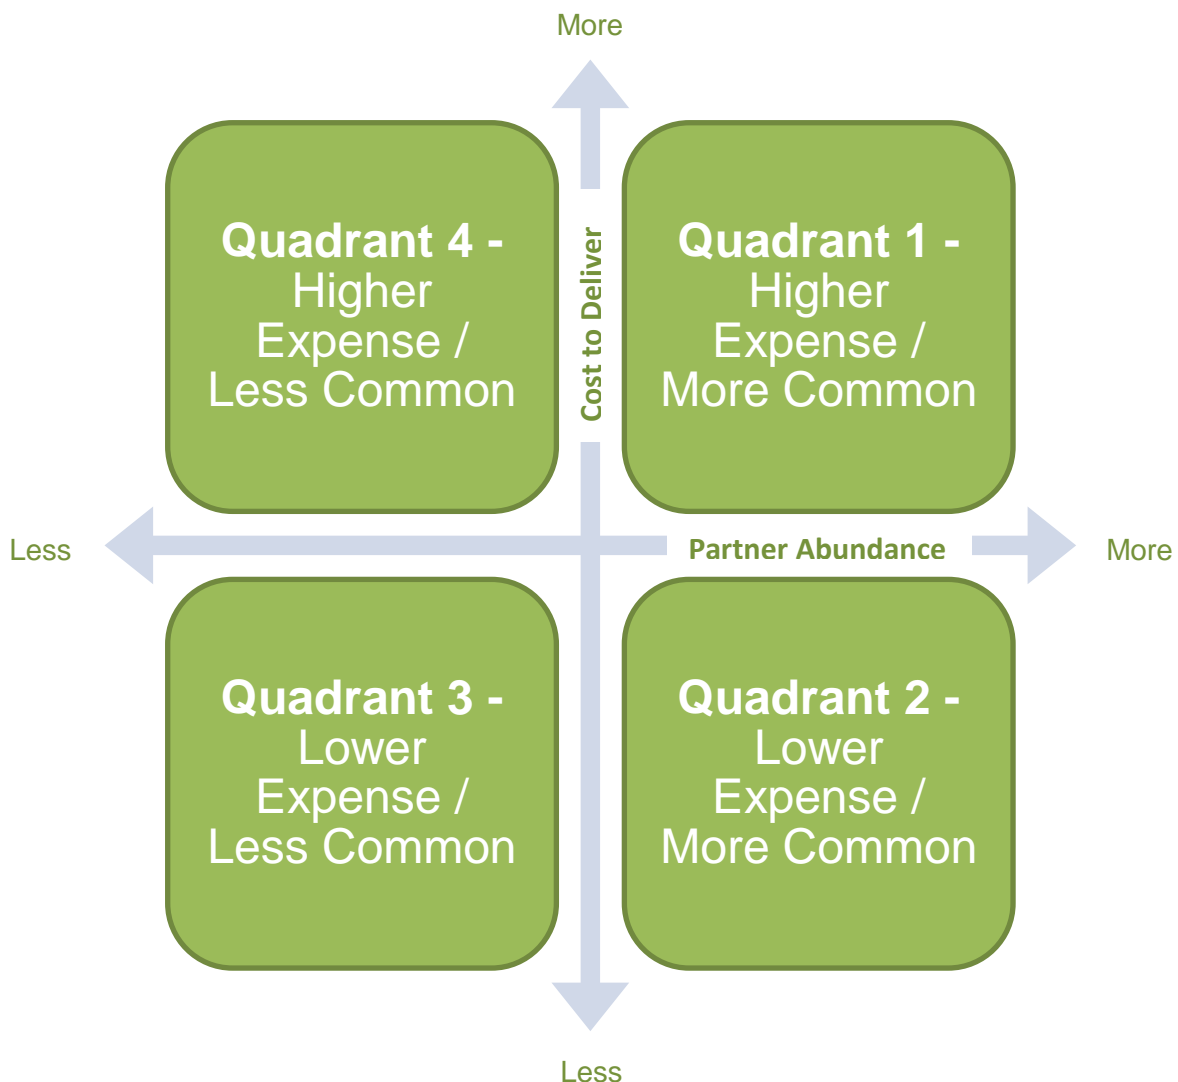 More
Quadrant 4 -
Higher
Expense /
Less Common
Cost to Deliver
Quadrant 1 -
Higher
Expense /
More Common
Less
Partner Abundance
More
Quadrant 3 -
Lower
Expense /
Less Common
Quadrant 2 -
Lower
Expense /
More Common
Less